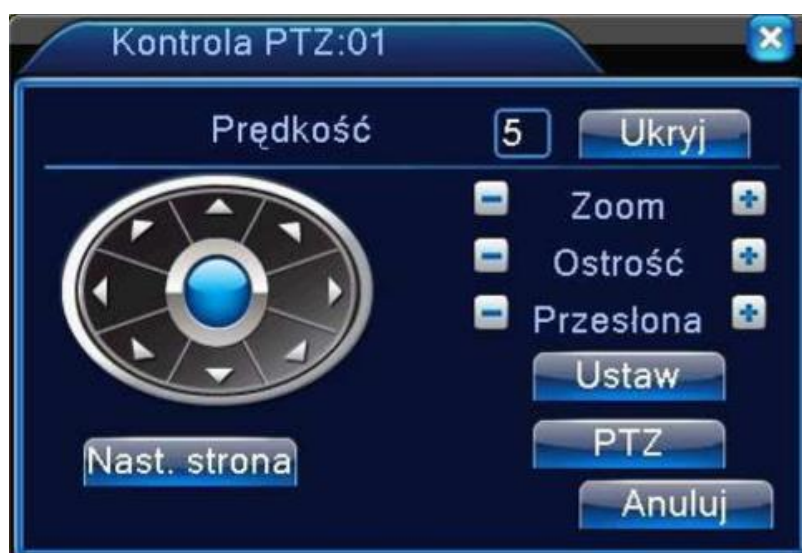 Kontrola PTZ:01
Prędkość 5 Ukryj
Zoom
Ostrość
Przesłona
Ustaw
PTZ
Nast. strona
Anuluj